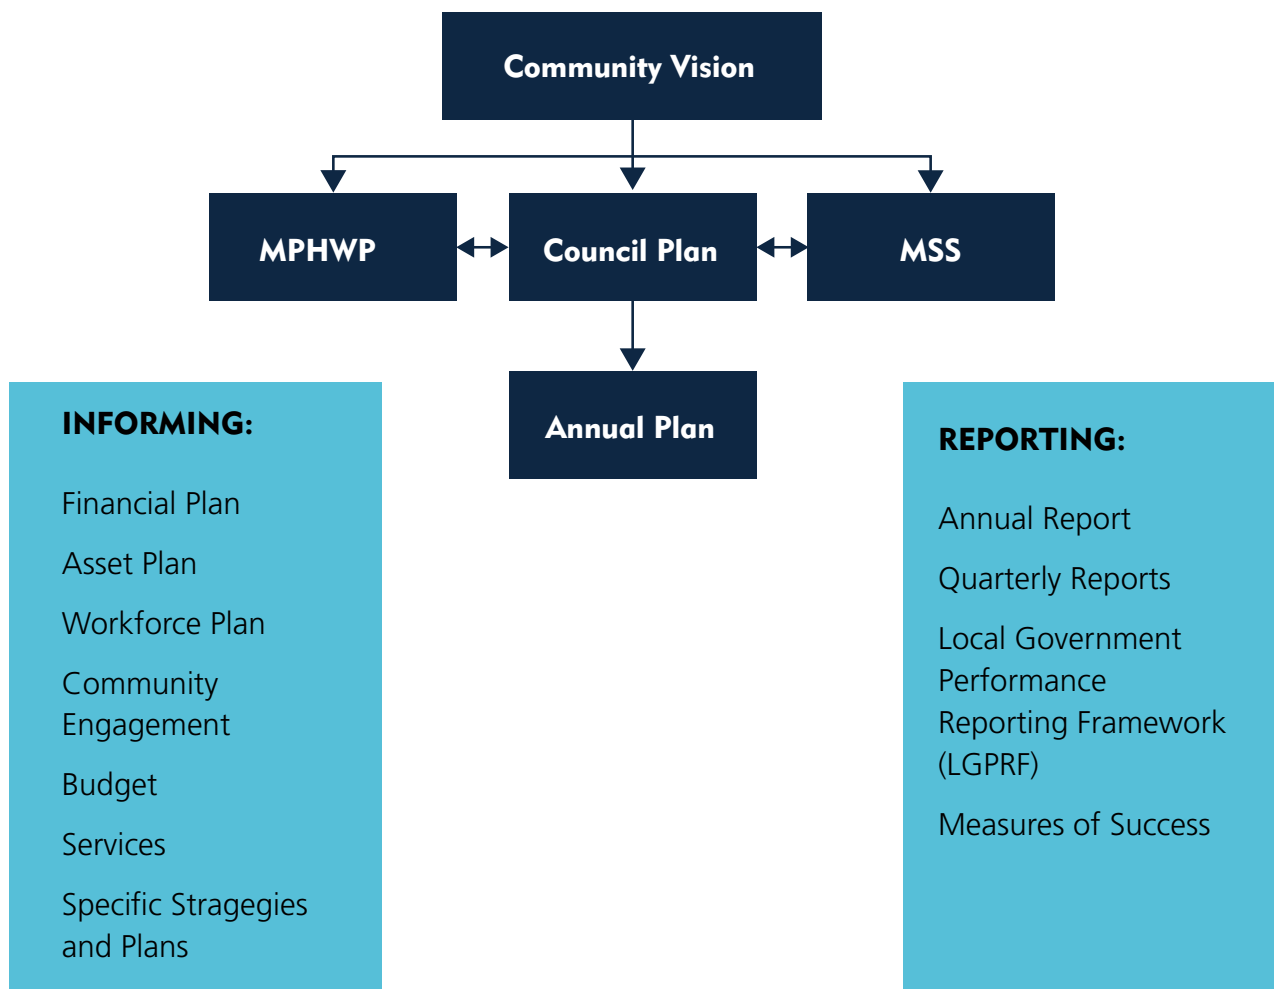 Community Vision
MPHWP
Council Plan
MSS
Annual Plan
INFORMING:
Financial Plan
Asset Plan
Workforce Plan
Community
Engagement
Budget
Services
Specific Stragegies
and Plans
REPORTING:
Annual Report
Quarterly Reports
Local Government
Performance
Reporting Framework
(LGPRF)
Measures of Success